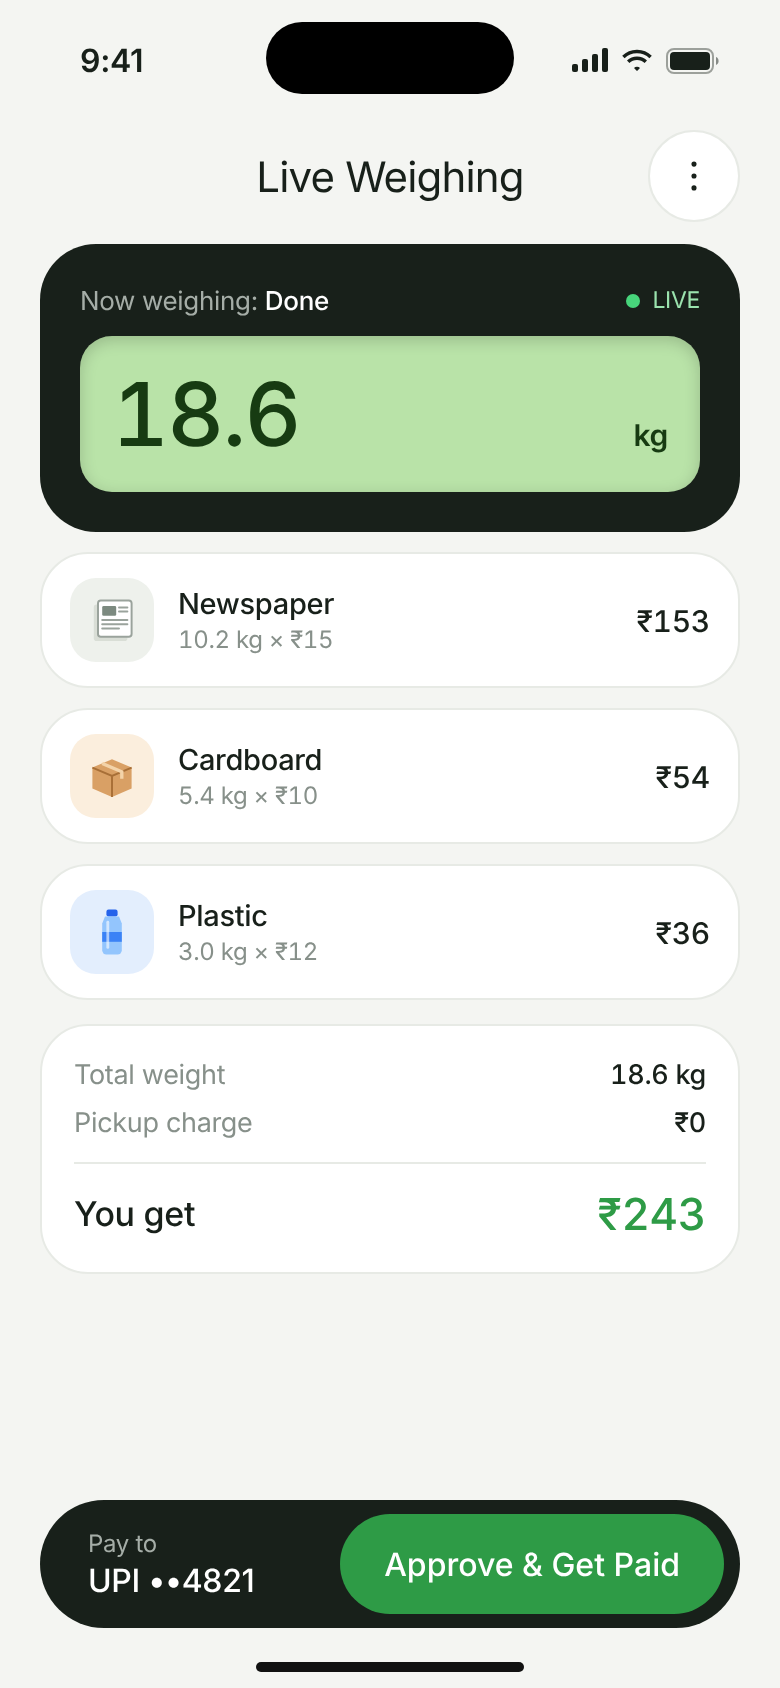 9:41
Live Weighing
Now weighing: Done
LIVE
18.6 kg
Newspaper
10.2 kg × ₹15
₹153
Cardboard
5.4 kg × ₹10
₹54
Plastic
3.0 kg × ₹12
₹36
Total weight 18.6 kg
Pickup charge ₹0
You get ₹243
Pay to
UPI ••4821
Approve & Get Paid